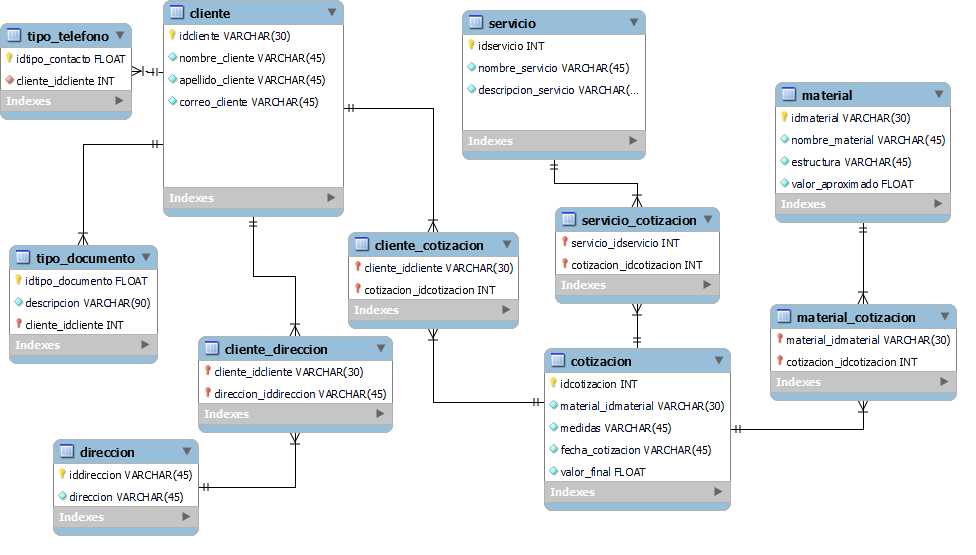 tipo_telefono
idtipo_contacto FLOAT
cliente_idcliente INT
Indexes
cliente
idcliente VARCHAR(30)
nombre_cliente VARCHAR(45)
apellido_cliente VARCHAR(45)
correo_cliente VARCHAR(45)
Indexes
servicio
idservicio INT
nombre_servicio VARCHAR(45)
descripcion_servicio VARCHAR(...
Indexes
material
idmaterial VARCHAR(30)
nombre_material VARCHAR(45)
estructura VARCHAR(45)
valor_aproximado FLOAT
Indexes
tipo_documento
idtipo_documento FLOAT
descripcion VARCHAR(90)
cliente_idcliente INT
Indexes
cliente_cotizacion
cliente_idcliente VARCHAR(30)
cotizacion_idcotizacion INT
Indexes
servicio_cotizacion
servicio_idservicio INT
cotizacion_idcotizacion INT
Indexes
material_cotizacion
material_idmaterial VARCHAR(30)
cotizacion_idcotizacion INT
Indexes
cliente_direccion
cliente_idcliente VARCHAR(30)
direccion_iddireccion VARCHAR(45)
Indexes
cotizacion
idcotizacion INT
material_idmaterial VARCHAR(30)
medidas VARCHAR(45)
fecha_cotizacion VARCHAR(45)
valor_final FLOAT
Indexes
direccion
iddireccion VARCHAR(45)
direccion VARCHAR(45)
Indexes